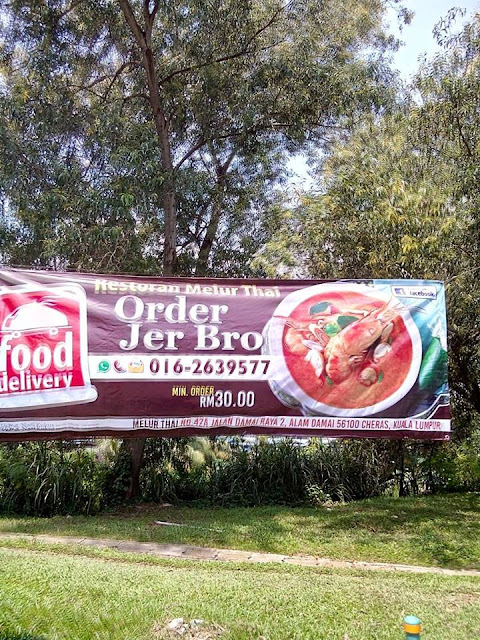 Restoran Melur Thai
Order
Jer Bro
food
delivery
016-2639577
MIN. ORDER
RM30.00
facebook
MELUR THAI NO.42A JALAN DAMAI RAYA 2, ALAM DAMAI 56100 CHERAS, KUALA LUMPUR